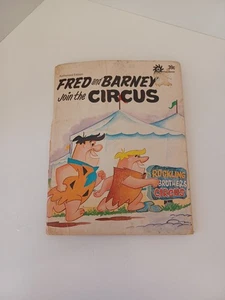 FRED and BARNEY
Join the CIRCUS
ROCKLING
BROTHERS
CIRCUS